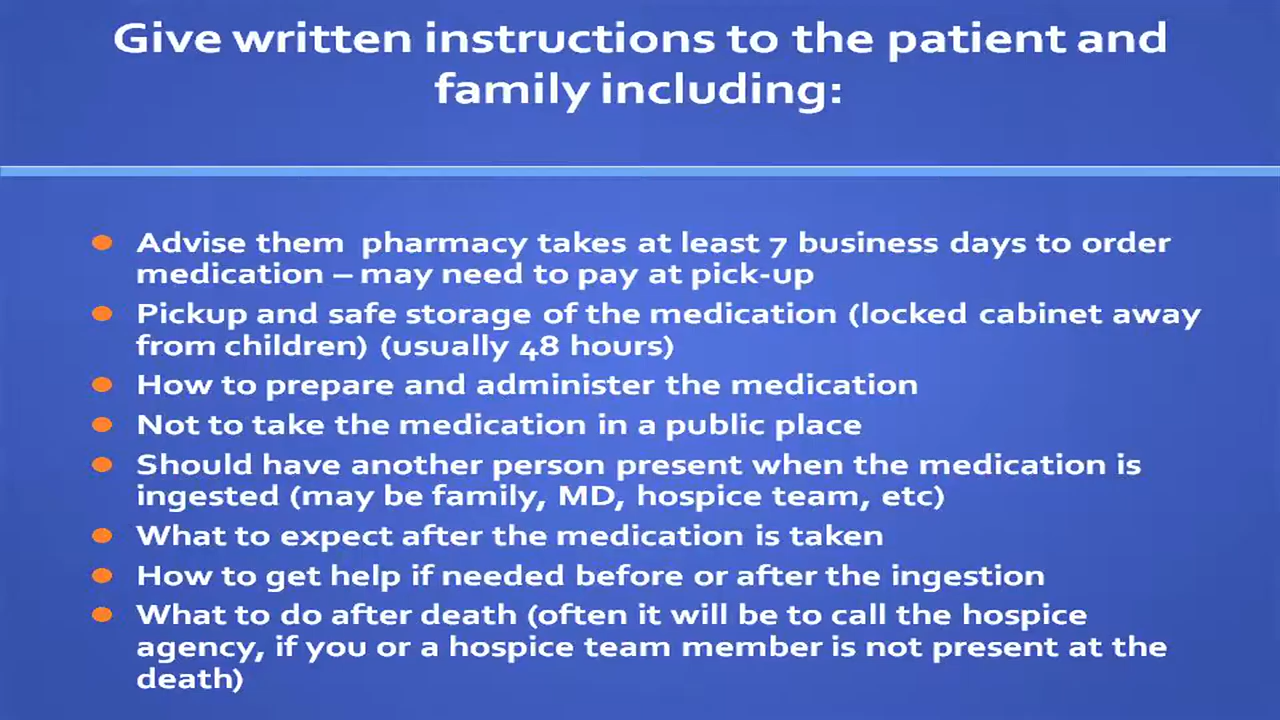 Give written instructions to the patient and
family including:
Advise them pharmacy takes at least 7 business days to order
medication – may need to pay at pick-up
Pickup and safe storage of the medication (locked cabinet away
from children) (usually 48 hours)
How to prepare and administer the medication
Not to take the medication in a public place
Should have another person present when the medication is
ingested (may be family, MD, hospice team, etc)
What to expect after the medication is taken
How to get help if needed before or after the ingestion
What to do after death (often it will be to call the hospice
agency, if you or a hospice team member is not present at the
death)